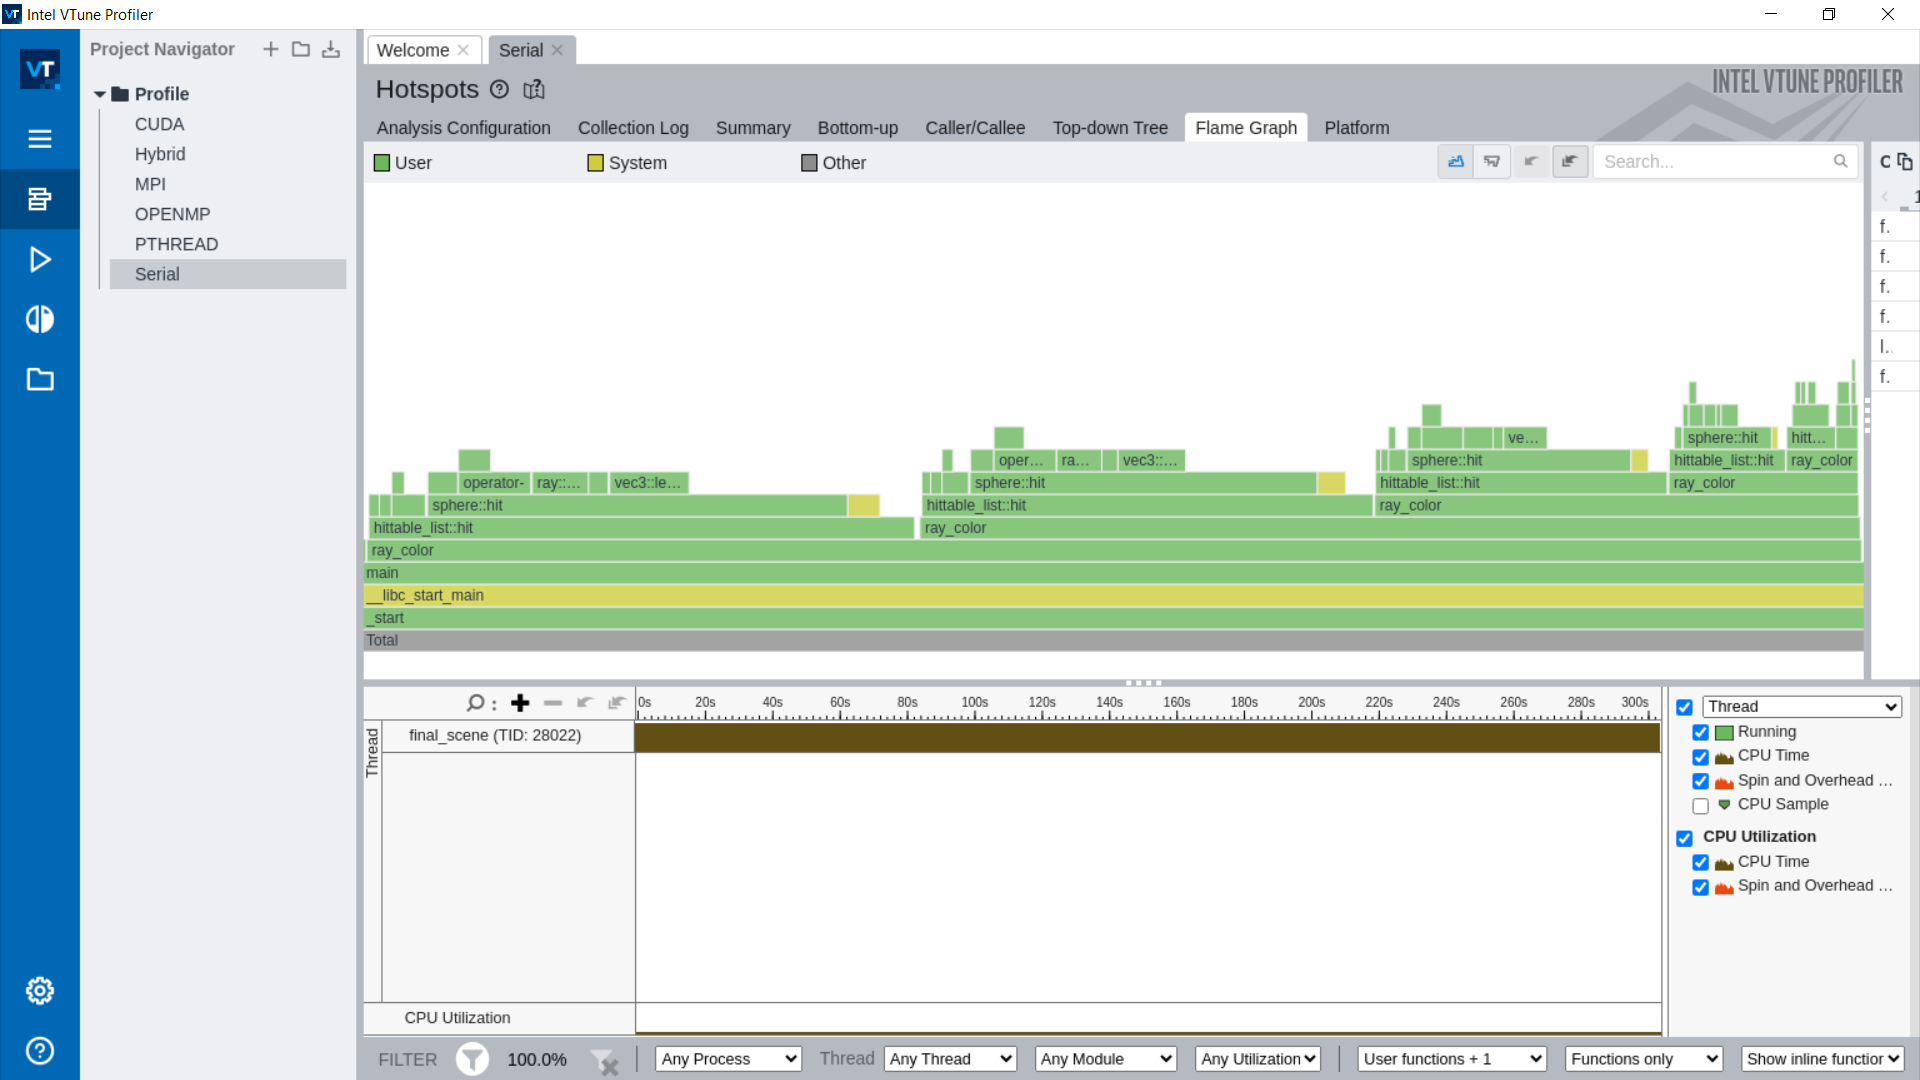 Intel VTune Profiler
Project Navigator
Profile
CUDA
Hybrid
MPI
OPENMP
PTHREAD
Serial
Welcome
Serial
Hotspots
INTEL VTUNE PROFILER
Analysis Configuration
Collection Log
Summary
Bottom-up
Caller/Callee
Top-down Tree
Flame Graph
Platform
User
System
Other
Search...
C
1
f.
f.
f.
f.
l.
f.
ve...
sphere::hit
hitt...
oper...
ra...
vec3::...
sphere::hit
hittable_list::hit
ray_color
operator-
ray::...
vec3::le...
sphere::hit
hittable_list::hit
ray_color
sphere::hit
hittable_list::hit
ray_color
hittable_list::hit
ray_color
ray_color
main
__libc_start_main
_start
Total
0s 20s 40s 60s 80s 100s 120s 140s 160s 180s 200s 220s 240s 260s 280s 300s
Thread
final_scene (TID: 28022)
CPU Utilization
Thread
Running
CPU Time
Spin and Overhead ...
CPU Sample
CPU Utilization
CPU Time
Spin and Overhead ...
FILTER
100.0%
Any Process
Thread
Any Thread
Any Module
Any Utilization
User functions + 1
Functions only
Show inline functior